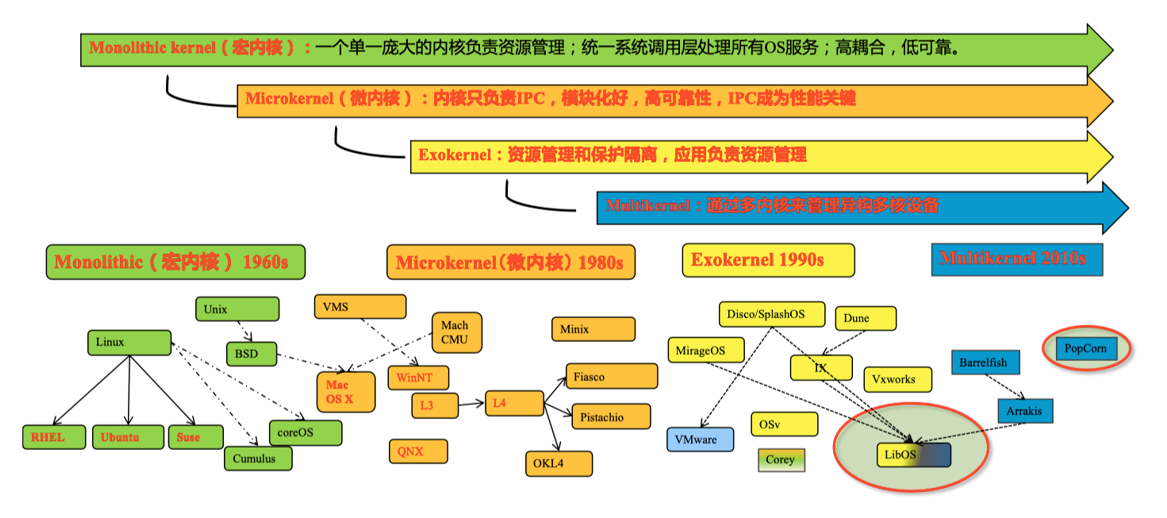 Monolithic kernel（宏内核）：一个单一庞大的内核负责资源管理；统一系统调用层处理所有OS服务；高耦合，低可靠。
Microkernel（微内核）：内核只负责IPC，模块化好，高可靠性，IPC成为性能关键
Exokernel：资源管理和保护隔离，应用负责资源管理
Multikernel：通过多内核来管理异构多核设备
Monolithic（宏内核） 1960s
Microkernel（微内核）1980s
Exokernel 1990s
Multikernel 2010s
Unix
Linux
BSD
RHEL
Ubuntu
Suse
coreOS
Cumulus
VMS
Mach
CMU
Mac
OS X
WinNT
L3
L4
QNX
Minix
Fiasco
Pistachio
OKL4
Disco/SplashOS
Dune
MirageOS
IX
Vxworks
VMware
OSv
Corey
LibOS
Barrelfish
Arrakis
PopCorn